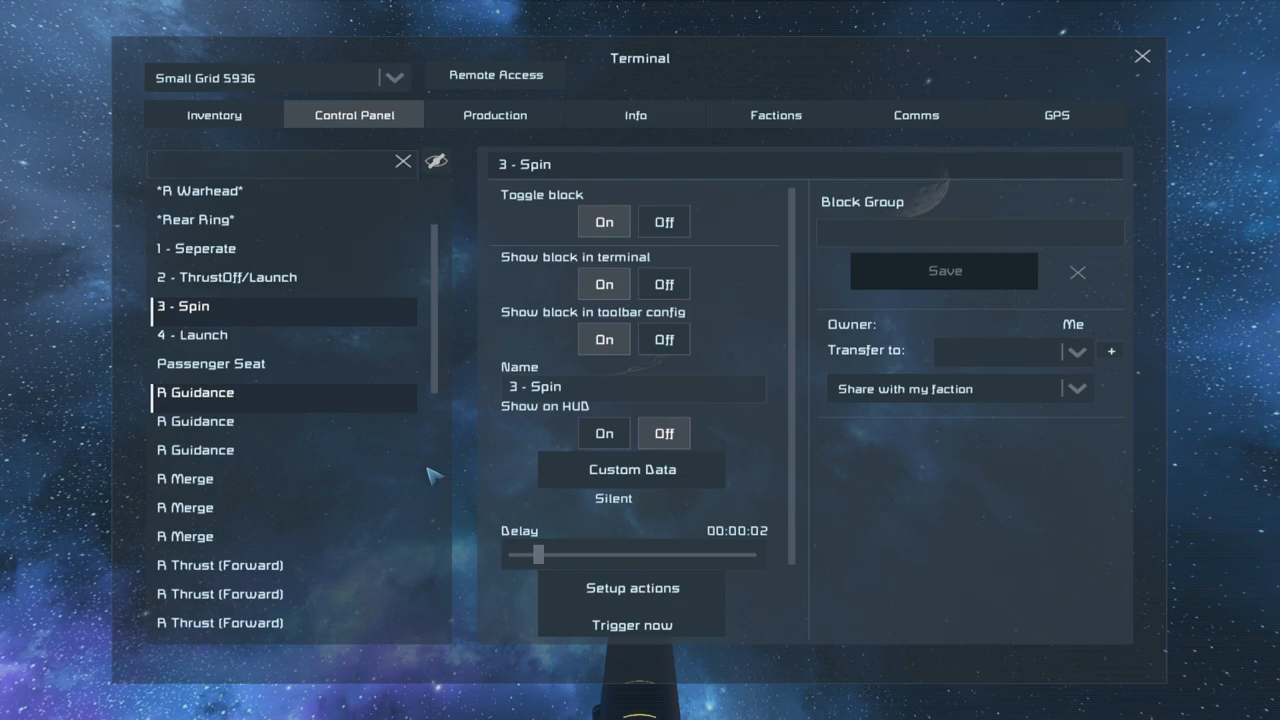 Terminal
Small Grid 5936
Remote Access
Inventory
Control Panel
Production
Info
Factions
Comms
GPS
*R Warhead*
*Rear Ring*
1 - Seperate
2 - ThrustOff/Launch
3 - Spin
4 - Launch
Passenger Seat
R Guidance
R Guidance
R Guidance
R Merge
R Merge
R Merge
R Thrust (Forward)
R Thrust (Forward)
R Thrust (Forward)
3 - Spin
Toggle block
On Off
Show block in terminal
On Off
Show block in toolbar config
On Off
Name
3 - Spin
Show on HUD
On Off
Custom Data
Silent
Delay 00:00:02
Setup actions
Trigger now
Block Group
Save
Owner: Me
Transfer to:
+
Share with my faction